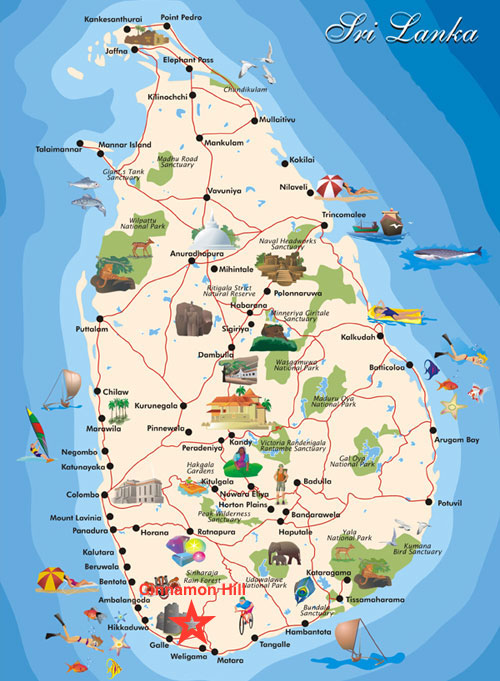 Sri Lanka
Kankesanthurai
Point Pedro
Jaffna
Elephant Pass
Chundikulam
Kilinochchi
Mullaitivu
Mankulam
Talaimannar
Mannar Island
Madhu Road
Sanctuary
Kokilai
Giant's Tank
Sanctuary
Vavuniya
Nilaveli
Wilpattu
National Park
Trincomalee
Naval Headworks
Sanctuary
Anuradhapura
Mihintale
Ritigala Strict
Natural Reserve
Polonnaruwa
Habarana
Minneriya Giritale
Sanctuary
Puttalam
Sigiriya
Kalkudah
Dambulla
Wasgamuwa
National Park
Baticoloa
Chilaw
Maduru Oya
National Park
Kurunegala
Marawila
Pinnewela
Kandy
Arugam Bay
Peradeniya
Victoria Randenigala
Rantambe Sanctuary
Negombo
Gal Oya
National Park
Katunayaka
Hakgala
Gardens
Kitulgala
Badulla
Colombo
Nuwara Eliya
Potuvil
Horton Plains
Mount Lavinia
Peak Wilderness
Sanctuary
Bandarawela
Panadura
Horana
Ratnapura
Haputale
Yala
National Park
Kumana
Bird Sanctuary
Kalutara
Beruwala
Sinharaja
Rain Forest
Kataragama
Bentota
Udawalawe
National Park
Cinnamon Hill
Ambalangoda
Tissamaharama
Bundala
Sanctuary
Hikkaduwa
Hambantota
Galle
Tangalle
Weligama
Matara